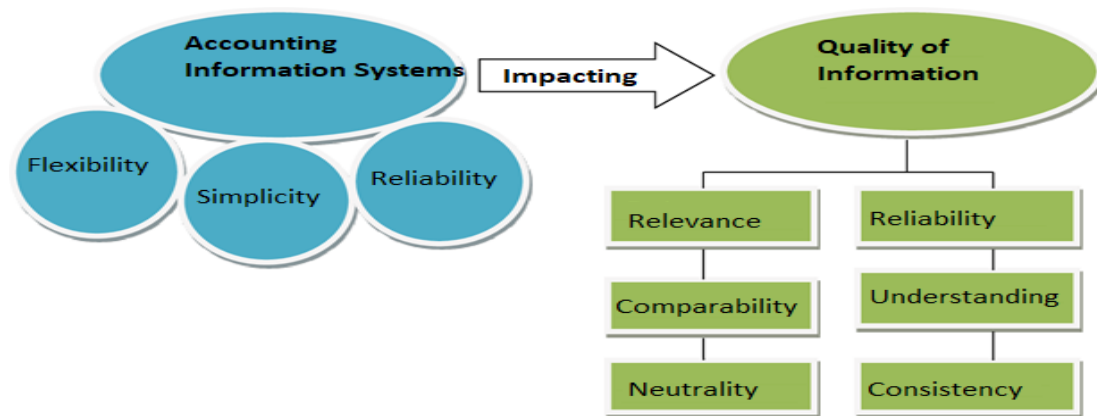 Accounting
Information Systems
Impacting
Quality of
Information
Flexibility
Simplicity
Reliability
Relevance
Reliability
Comparability
Understanding
Neutrality
Consistency